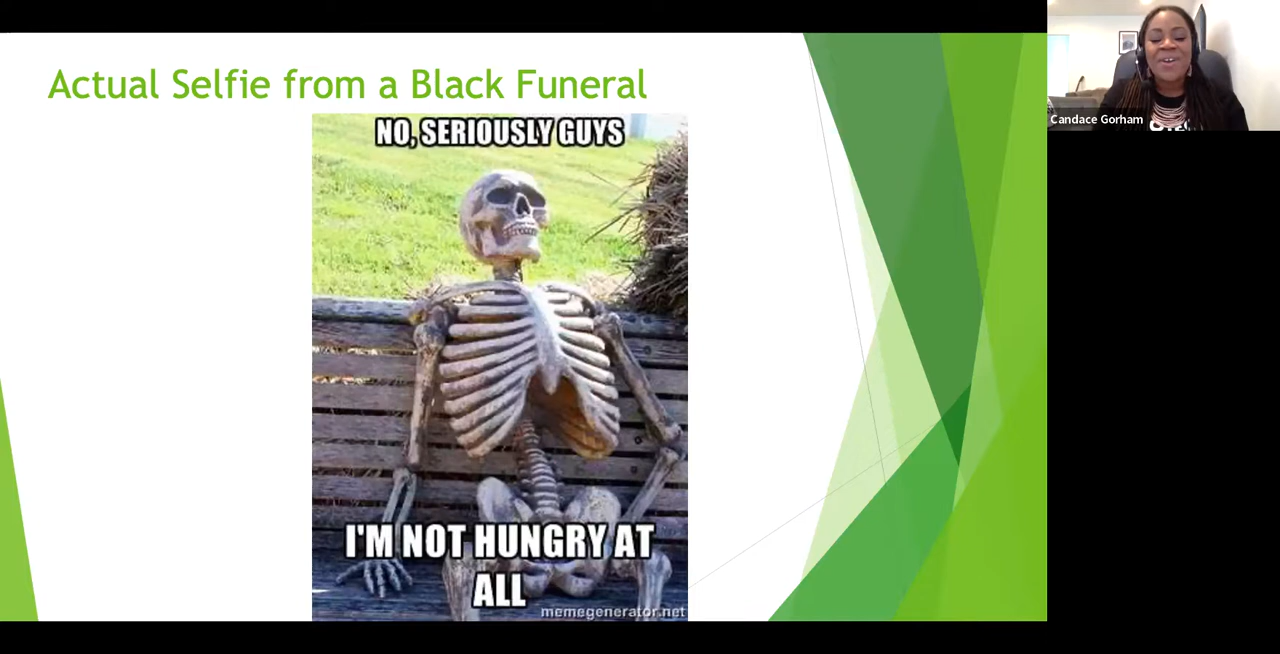 Actual Selfie from a Black Funeral
NO, SERIOUSLY GUYS
I'M NOT HUNGRY AT
ALL
memegenerator.net
Candace Gorham